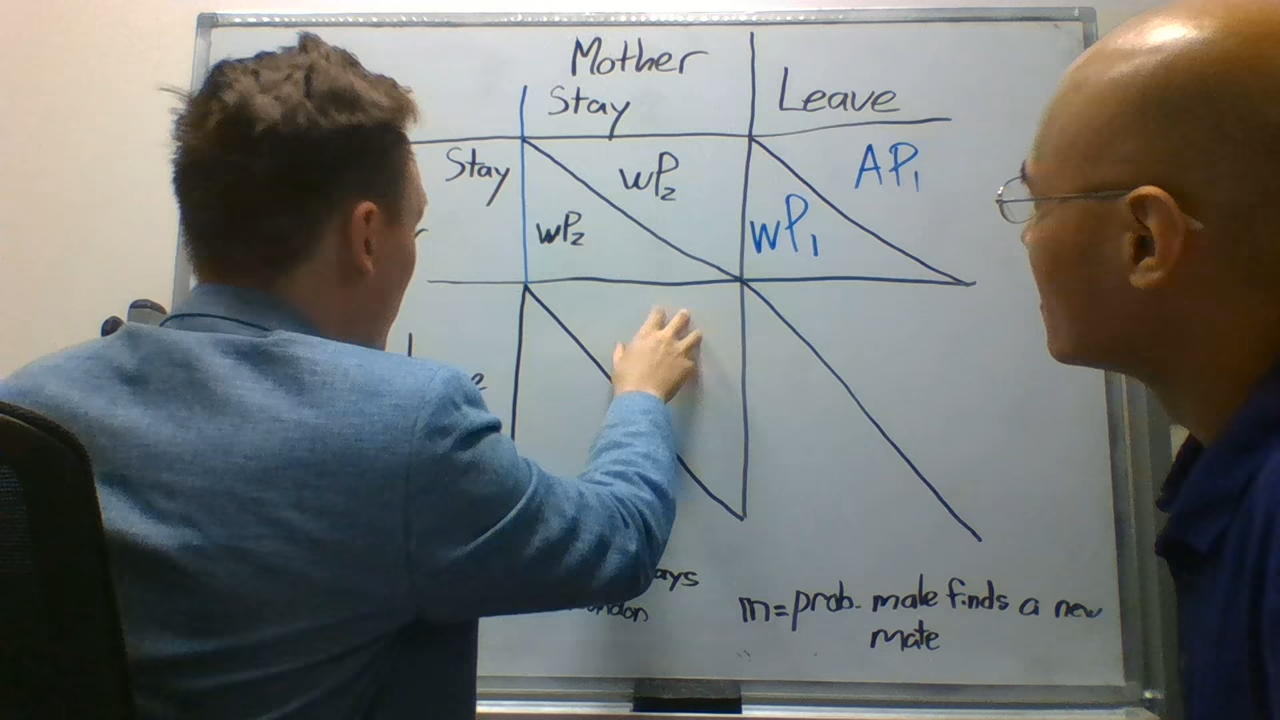 Mother
Stay
Leave
Stay
wP₂
AP₁
wP₂
wP₁
m=prob. male finds a new
mate